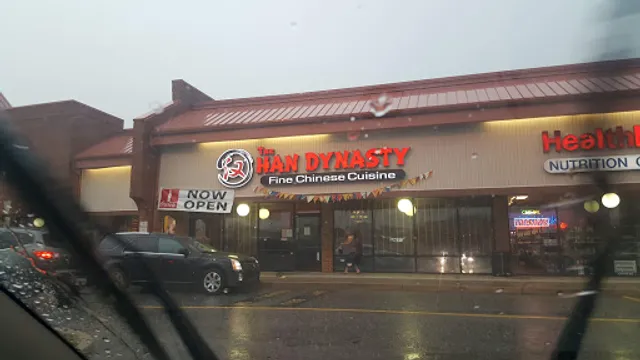 The
HAN DYNASTY
Fine Chinese Cuisine
NOW
OPEN
Health
NUTRITION